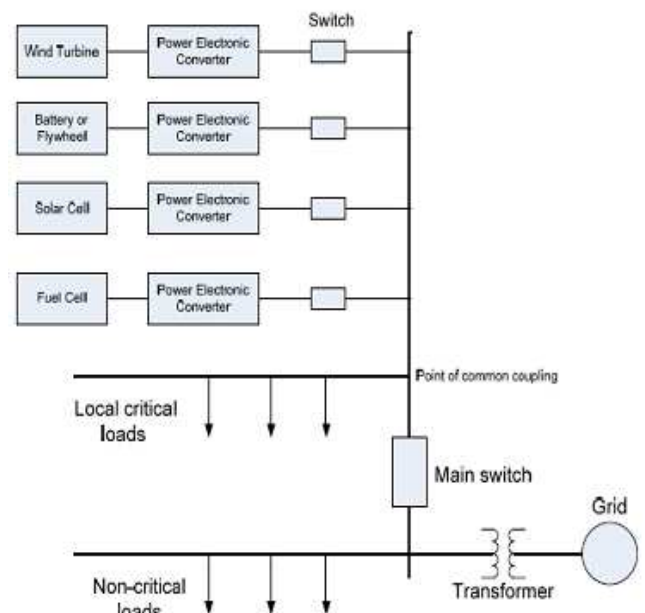 Switch
Wind Turbine
Power Electronic
Converter
Battery or
Flywheel
Power Electronic
Converter
Solar Cell
Power Electronic
Converter
Fuel Cell
Power Electronic
Converter
Point of common coupling
Local critical
loads
Main switch
Grid
Transformer
Non-critical
loads